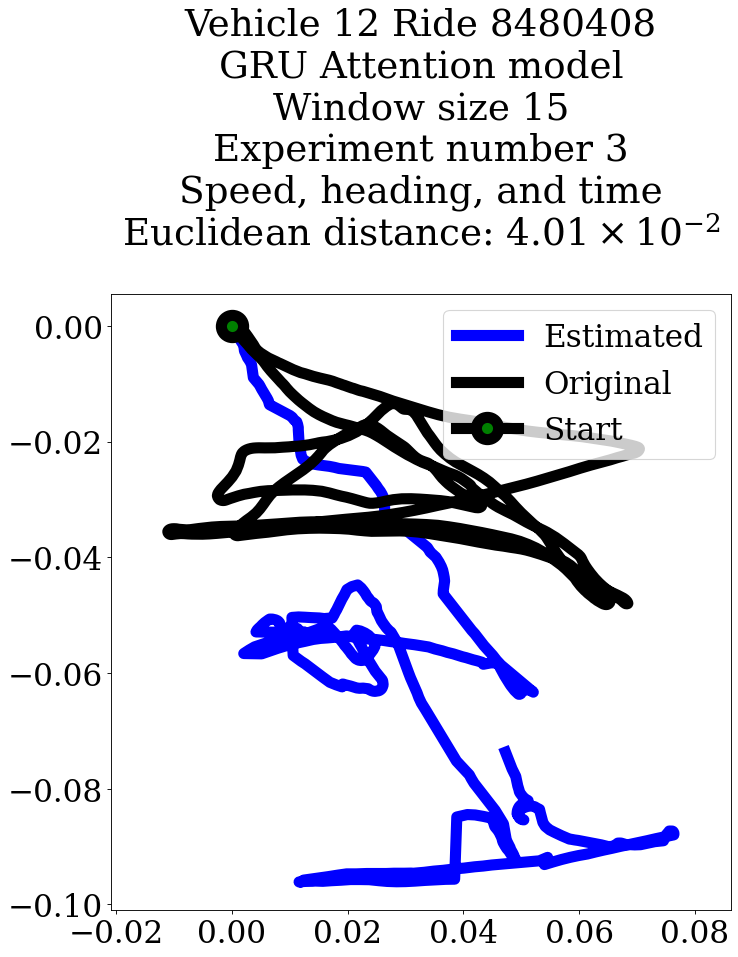 Vehicle 12 Ride 8480408
GRU Attention model
Window size 15
Experiment number 3
Speed, heading, and time
Euclidean distance: 4.01 × 10⁻²
Estimated
Original
Start
0.00
−0.02
−0.04
−0.06
−0.08
−0.10
−0.02 0.00 0.02 0.04 0.06 0.08